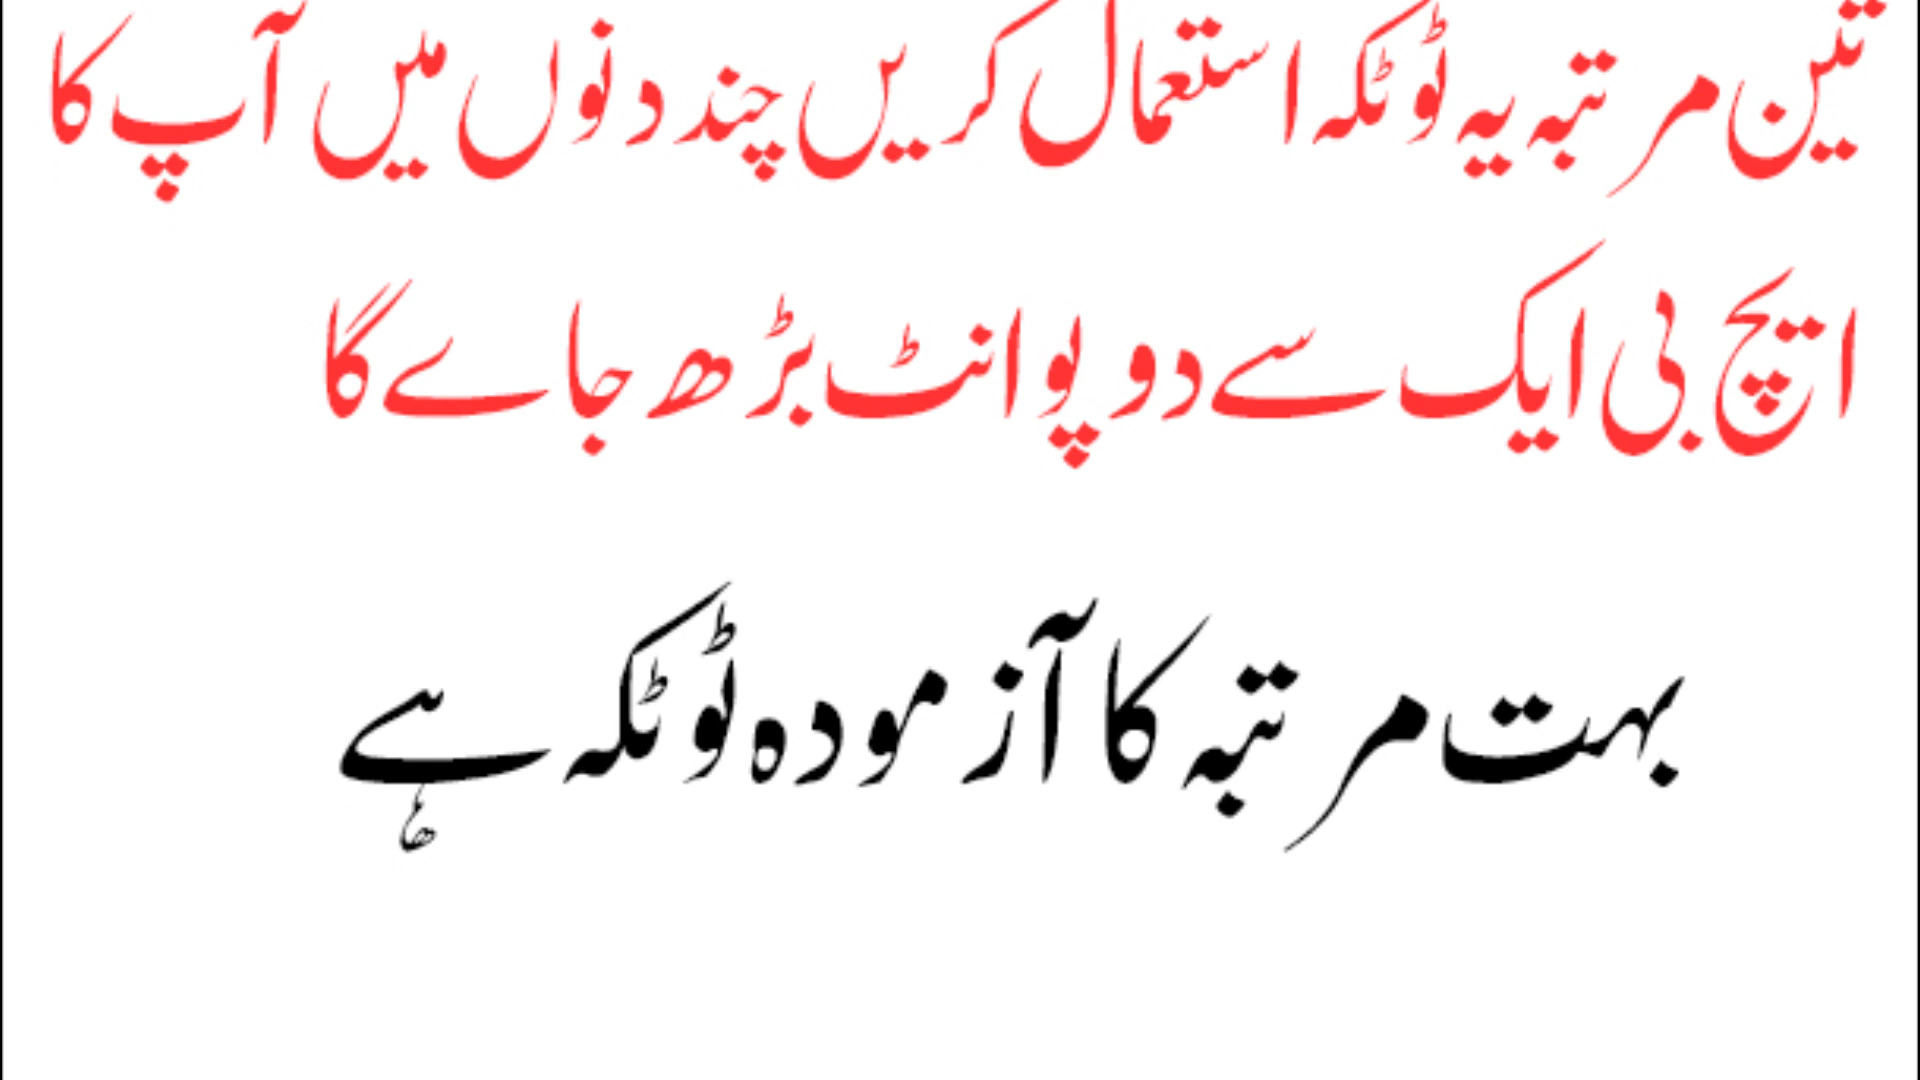 تین مرتبہ یہ ٹوٹکہ استعمال کریں چند دنوں میں آپ کا
ایچ بی ایک سے دو پوانٹ بڑھ جاے گا
بہت مرتبہ کا آزمودہ ٹوٹکہ ہے